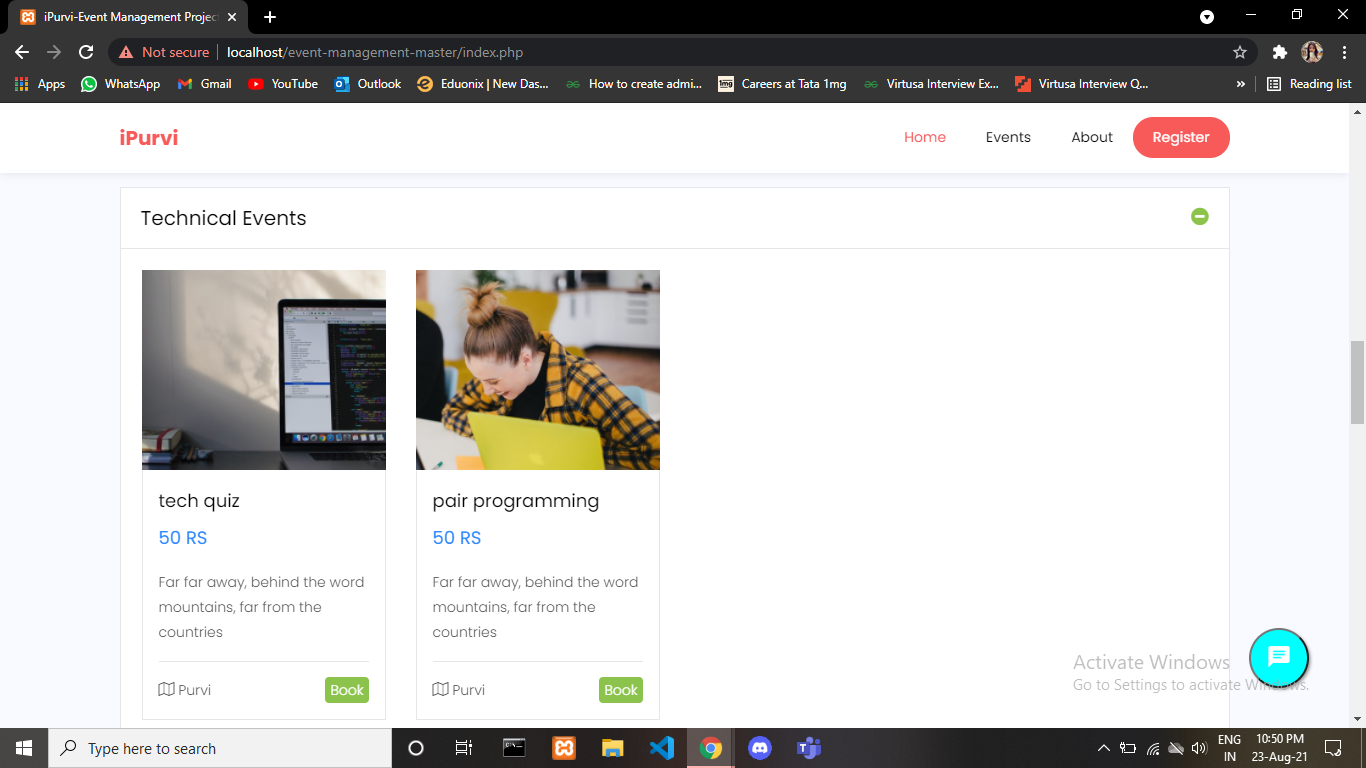 iPurvi-Event Management Projec
Not secure
localhost/event-management-master/index.php
Apps
WhatsApp
Gmail
YouTube
Outlook
Eduonix | New Das...
How to create admi...
1mg
Careers at Tata 1mg
Virtusa Interview Ex...
Virtusa Interview Q...
»
Reading list
iPurvi
Home
Events
About
Register
Technical Events
tech quiz
50 RS
Far far away, behind the word
mountains, far from the
countries
Purvi
Book
pair programming
50 RS
Far far away, behind the word
mountains, far from the
countries
Purvi
Book
Activate Windows
Go to Settings to activate Windows.
Type here to search
ENG
IN
10:50 PM
23-Aug-21